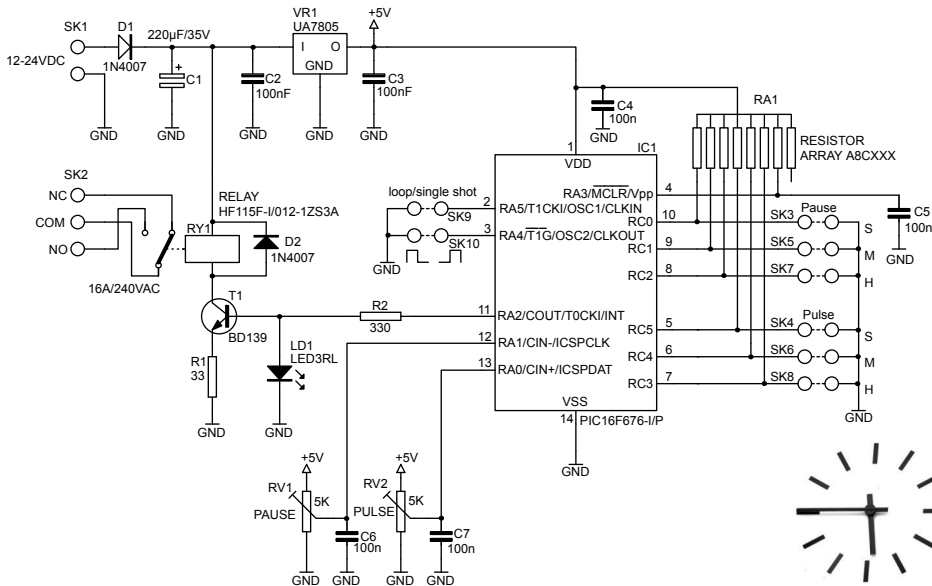 SK1
12-24VDC
D1
1N4007
220µF/35V
+
C1
GND
GND
C2
100nF
GND
VR1
UA7805
I O
GND
GND
+5V
C3
100nF
GND
C4
100n
GND
RA1
RESISTOR
ARRAY A8CXXX
SK2
NC
COM
NO
16A/240VAC
RELAY
HF115F-I/012-1ZS3A
RY1
D2
1N4007
T1
BD139
R1
33
GND
LD1
LED3RL
GND
R2
330
loop/single shot
SK9
SK10
GND
1
VDD
IC1
2 RA5/T1CKI/OSC1/CLKIN
3 RA4/T1G/OSC2/CLKOUT
11 RA2/COUT/T0CKI/INT
12 RA1/CIN-/ICSPCLK
13 RA0/CIN+/ICSPDAT
RA3/MCLR/Vpp 4
RC0 10
RC1 9
RC2 8
RC5 5
RC4 6
RC3 7
VSS
14 PIC16F676-I/P
GND
C5
100n
GND
SK3 Pause S
SK5 M
SK7 H
SK4 Pulse S
SK6 M
SK8 H
GND
+5V
RV1 5K
PAUSE
GND
C6
100n
GND
+5V
RV2 5K
PULSE
GND
C7
100n
GND